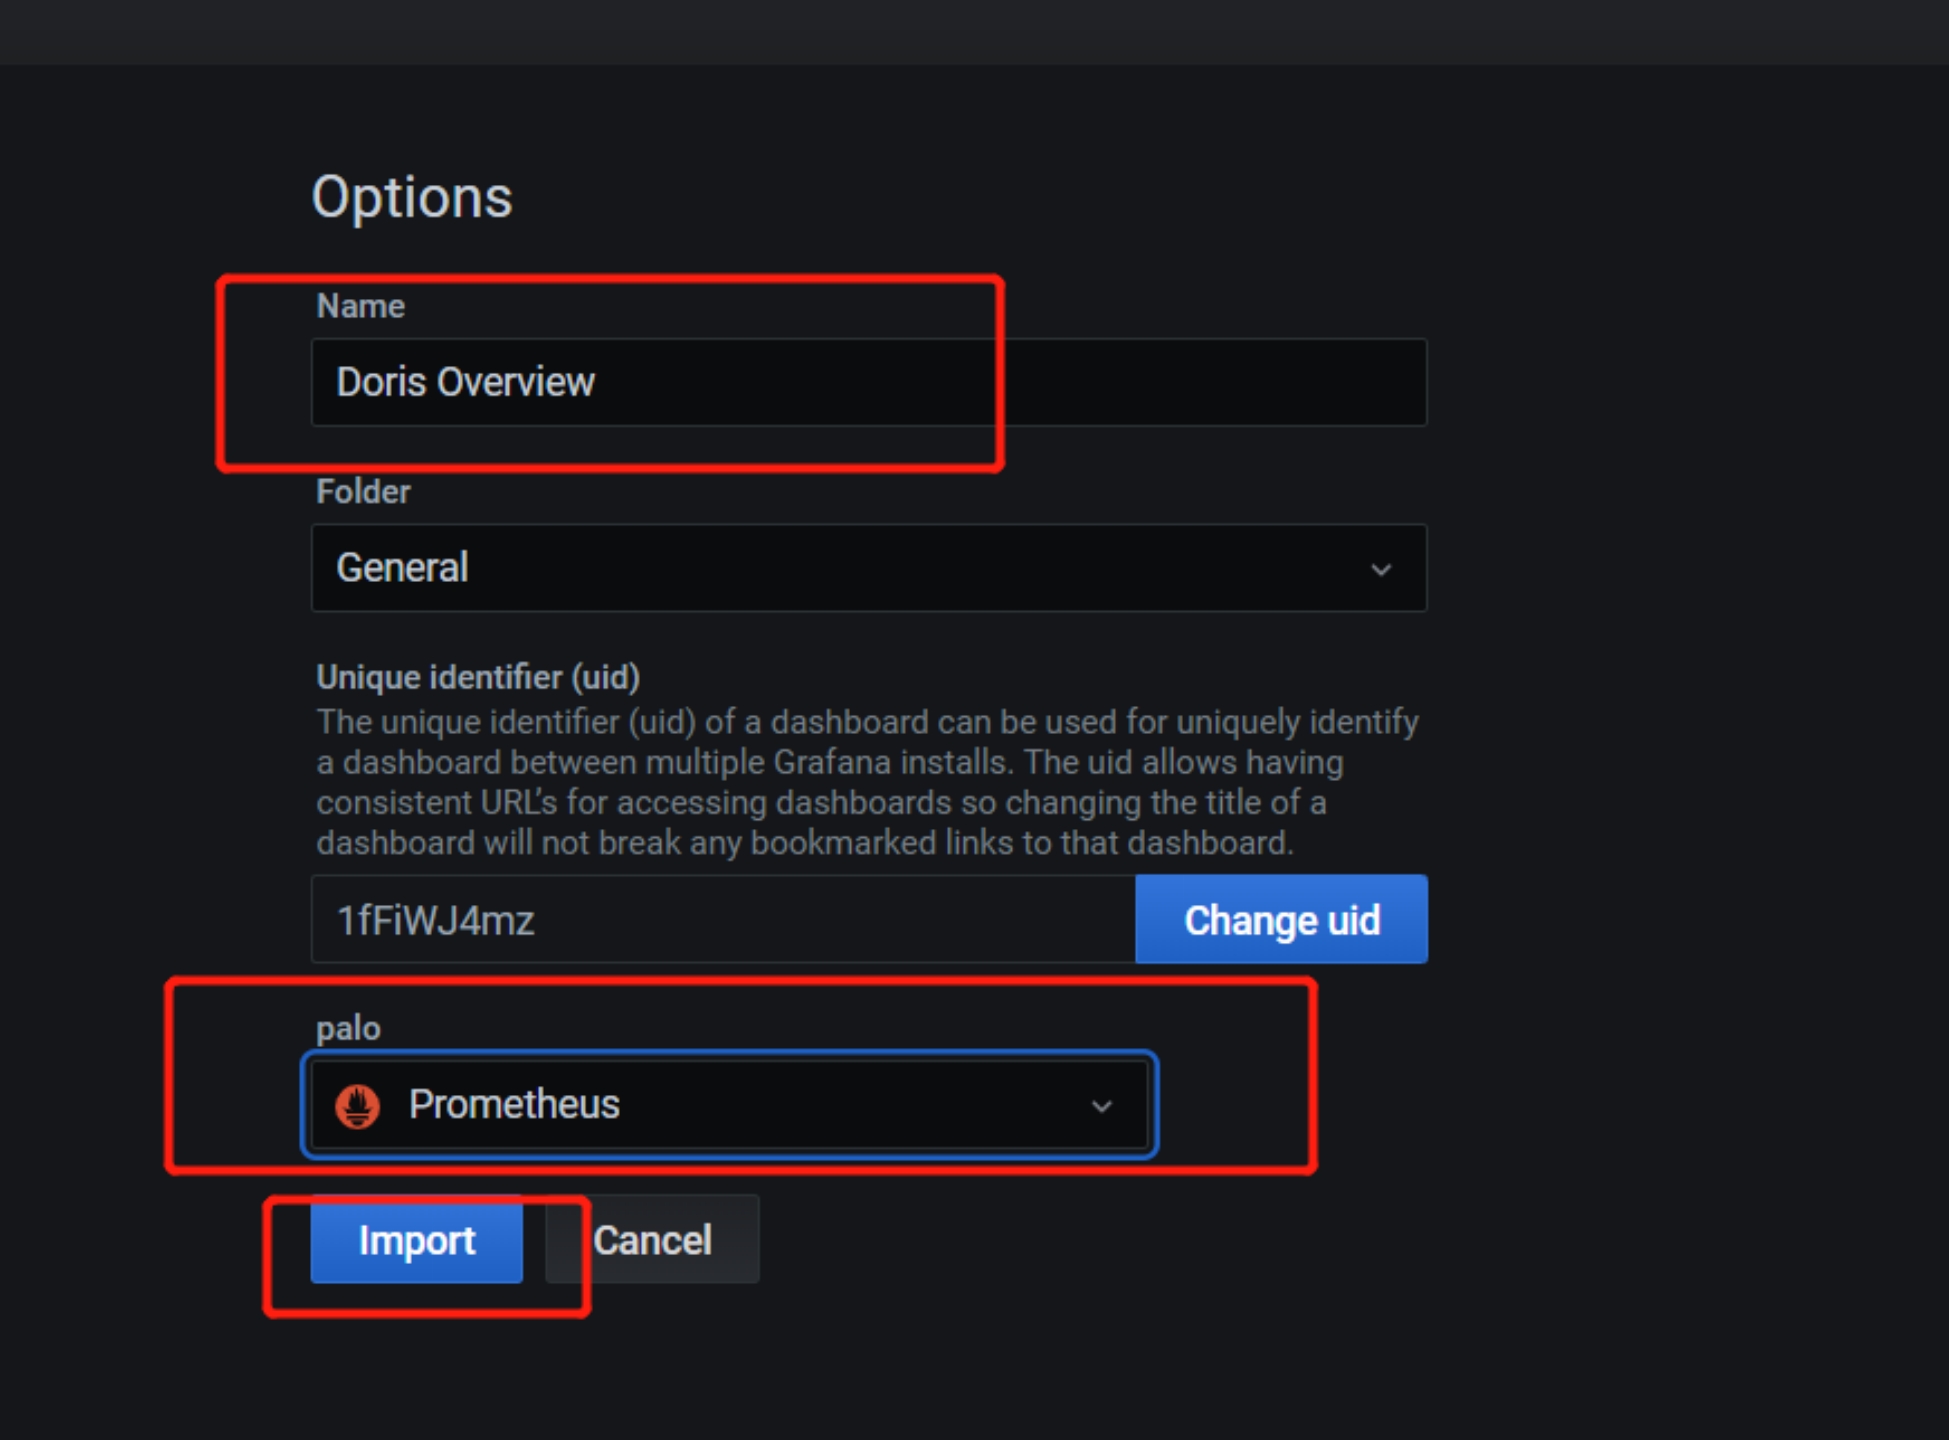 Options
Name
Doris Overview
Folder
General
Unique identifier (uid)
The unique identifier (uid) of a dashboard can be used for uniquely identify
a dashboard between multiple Grafana installs. The uid allows having
consistent URL's for accessing dashboards so changing the title of a
dashboard will not break any bookmarked links to that dashboard.
1fFiWJ4mz
Change uid
palo
Prometheus
Import
Cancel